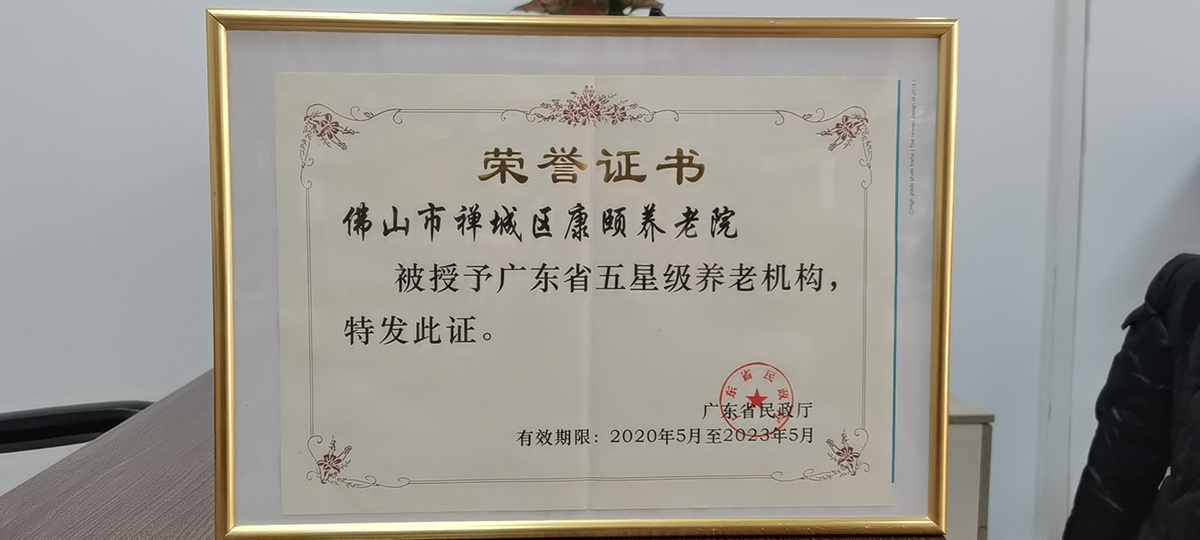 荣誉证书
佛山市禅城区康颐养老院
被授予广东省五星级养老机构，
特发此证。
广东省民政厅
有效期限：2020年5月至2023年5月